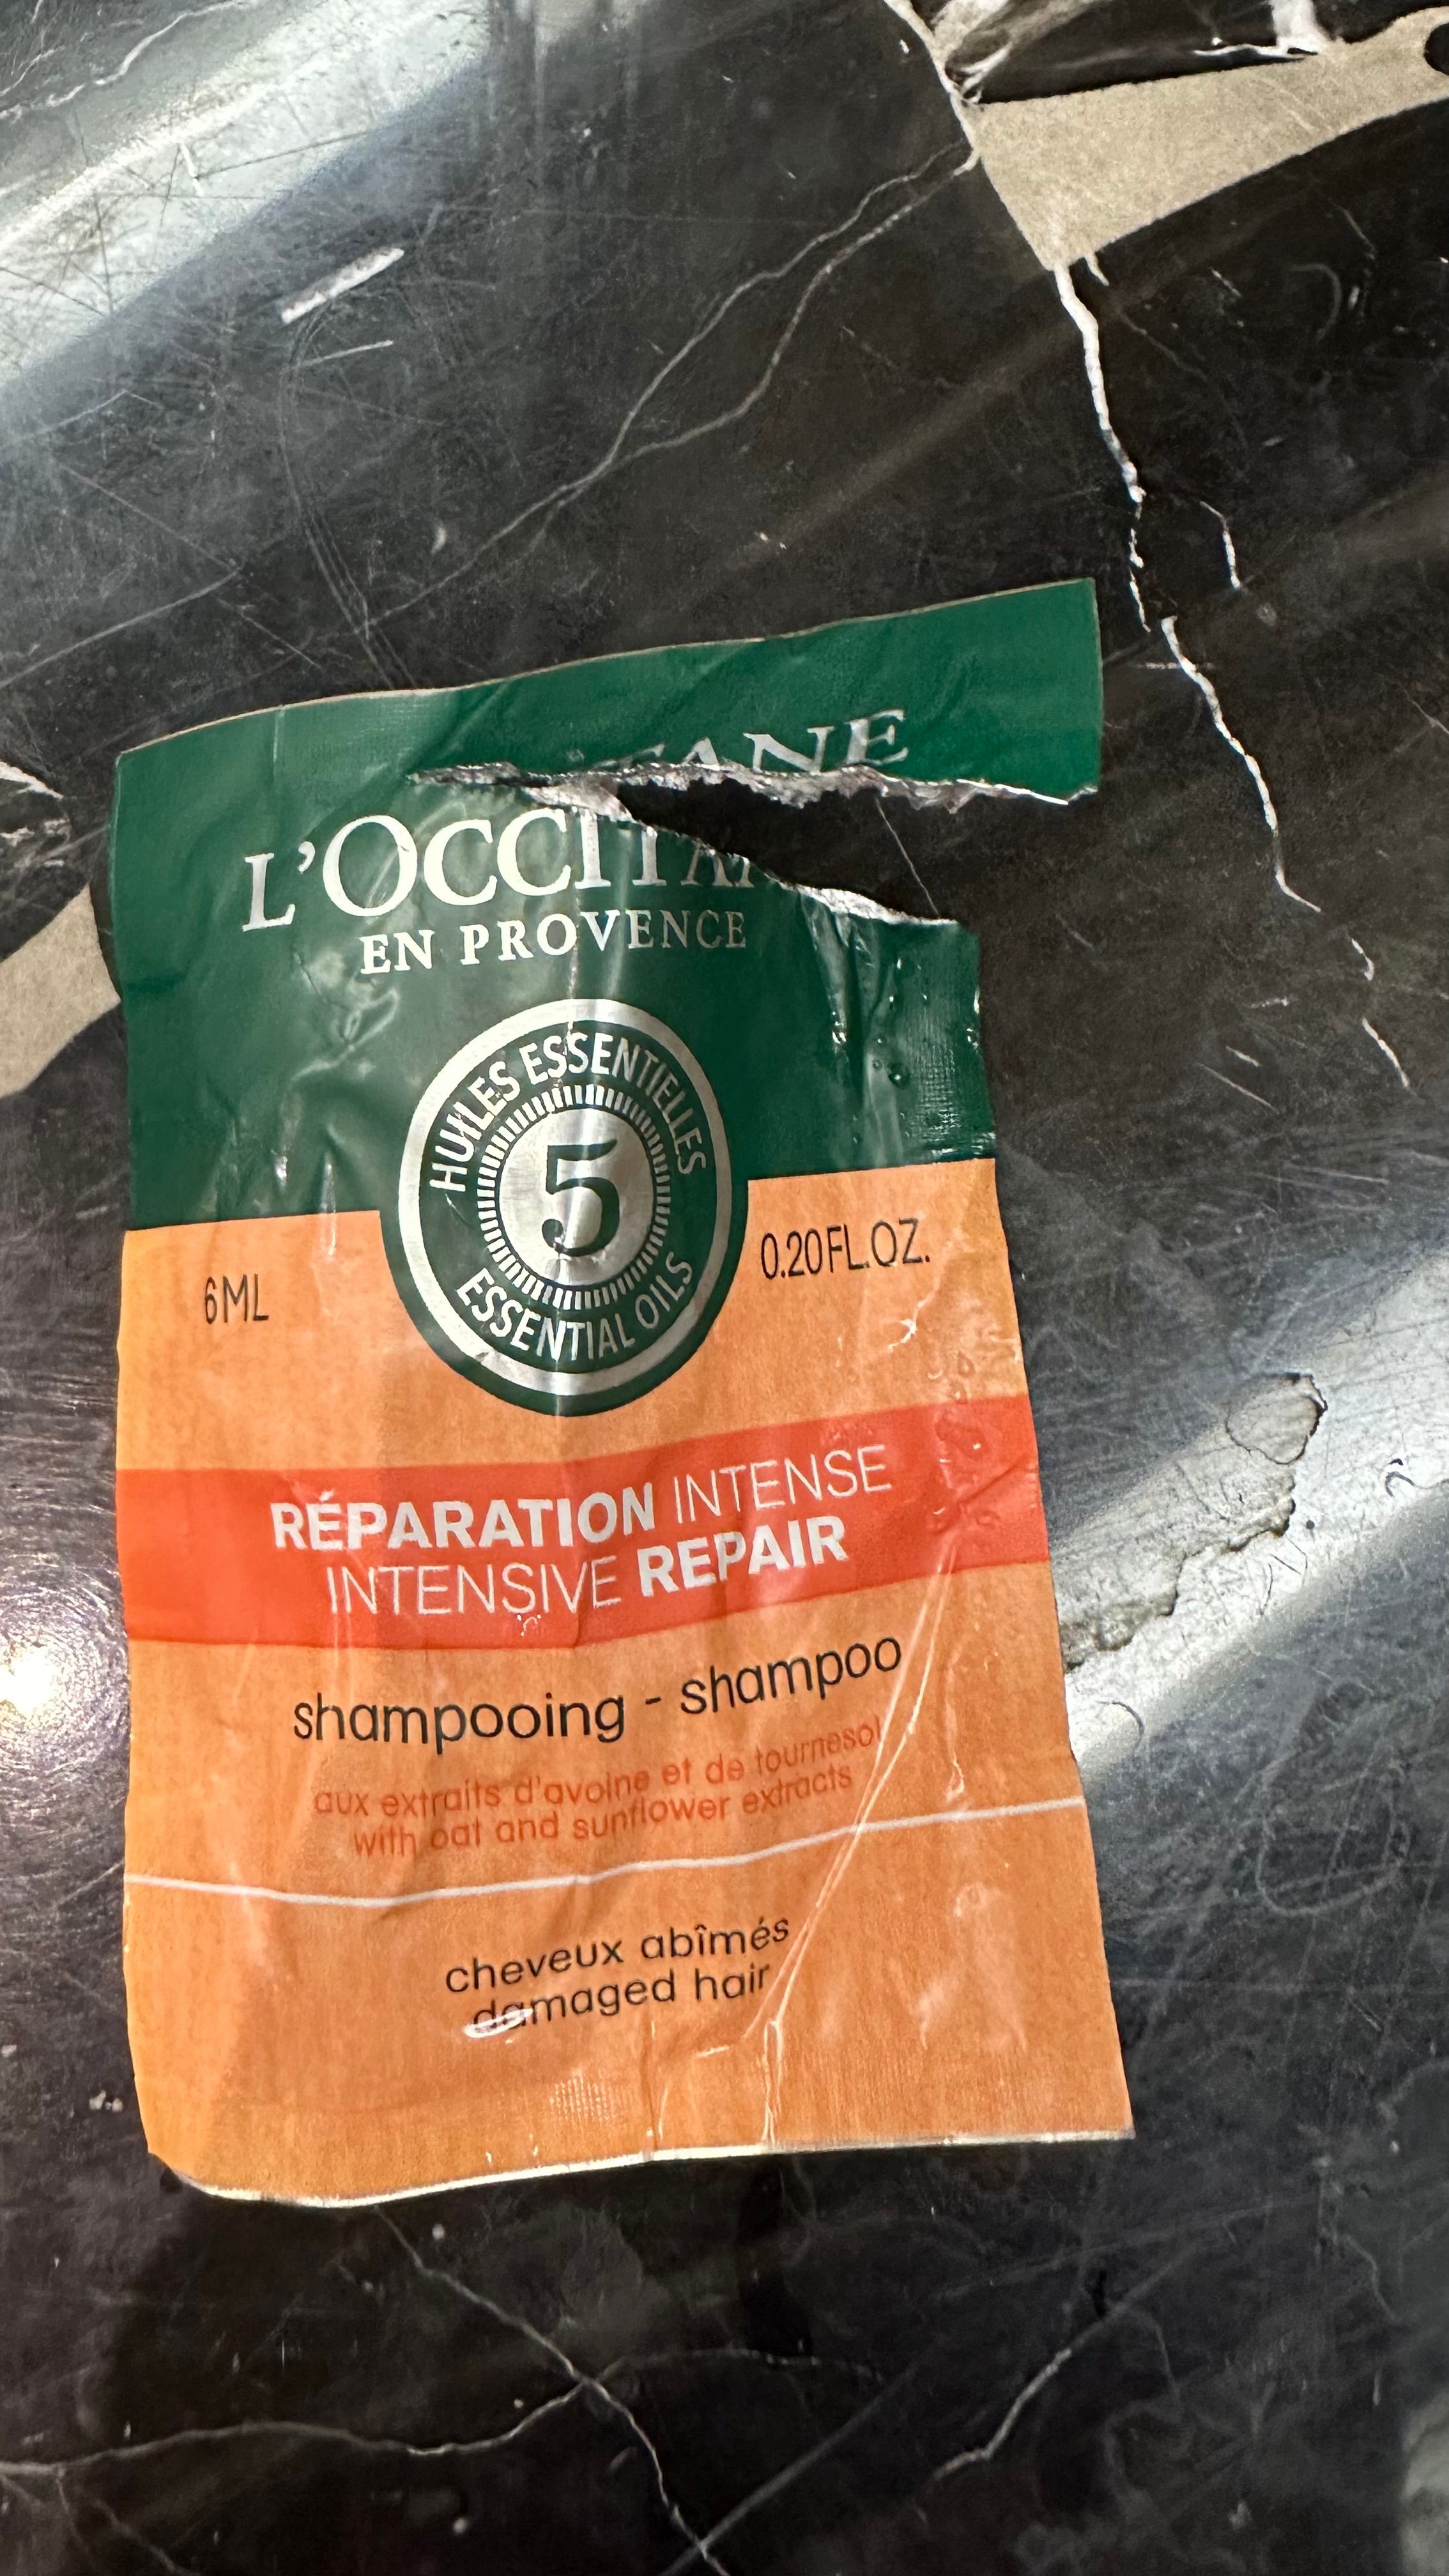 L'OCCITANE
EN PROVENCE
HUILES ESSENTIELLES
5
ESSENTIAL OILS
6ML
0.20FL.OZ.
RÉPARATION INTENSE
INTENSIVE REPAIR
shampooing - shampoo
aux extraits d'avoine et de tournesol
with oat and sunflower extracts
cheveux abîmés
damaged hair